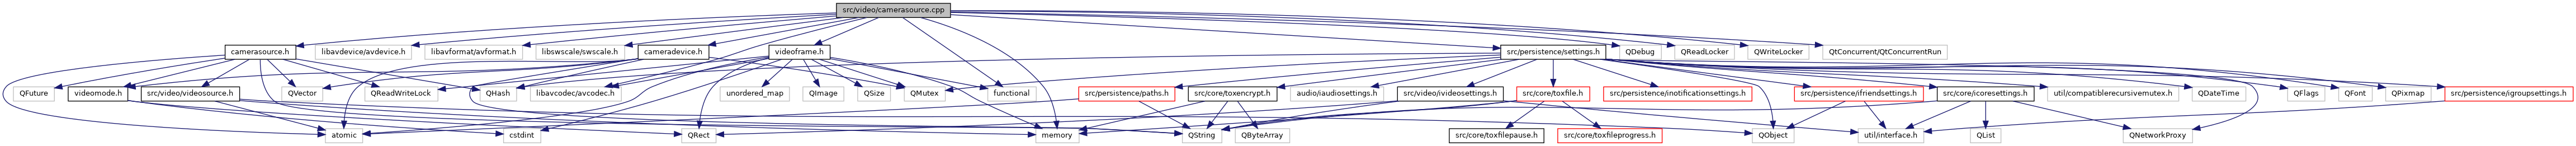 src/video/camerasource.cpp
camerasource.h
libavdevice/avdevice.h
libavformat/avformat.h
libswscale/swscale.h
cameradevice.h
videoframe.h
src/persistence/settings.h
QDebug
QReadLocker
QWriteLocker
QtConcurrent/QtConcurrentRun
QFuture
videomode.h
src/video/videosource.h
QVector
QReadWriteLock
QHash
libavcodec/avcodec.h
unordered_map
QImage
QSize
QMutex
functional
src/persistence/paths.h
src/core/toxencrypt.h
audio/iaudiosettings.h
src/video/ivideosettings.h
src/core/toxfile.h
src/persistence/inotificationsettings.h
src/persistence/ifriendsettings.h
src/core/icoresettings.h
util/compatiblerecursivemutex.h
QDateTime
QFlags
QFont
QPixmap
src/persistence/igroupsettings.h
atomic
cstdint
QRect
memory
QString
QByteArray
src/core/toxfilepause.h
src/core/toxfileprogress.h
QObject
util/interface.h
QList
QNetworkProxy